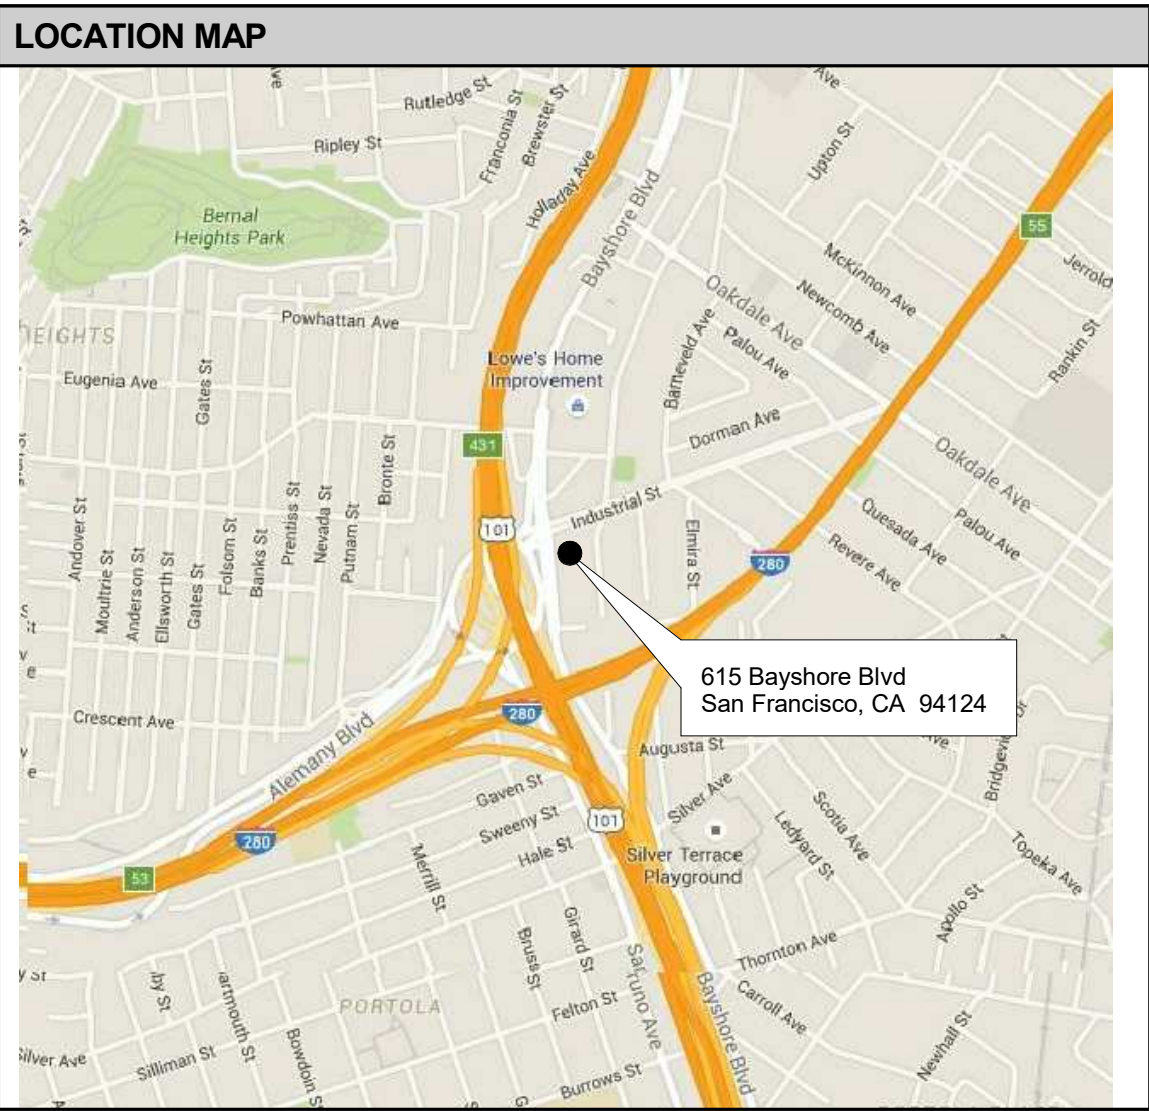 LOCATION MAP
Ave
Rutledge St
Franconia St
Brewster St
Ripley St
Holladay Ave
Bayshore Blvd
Upton St
Bernal
Heights Park
55
McKinnon Ave
Jerrold
Newcomb Ave
Oakdale Ave
Palou Ave
Barneveld Ave
Rankin St
Powhattan Ave
HEIGHTS
Eugenia Ave
Gates St
Lowe's Home
Improvement
Dorman Ave
431
Bronte St
Oakdale Ave
Industrial St
101
Andover St
Moultrie St
Anderson St
Ellsworth St
Gates St
Folsom St
Banks St
Prentiss St
Nevada St
Putnam St
Elmira St
280
Quesada Ave
Palou Ave
Revere Ave
615 Bayshore Blvd
San Francisco, CA 94124
Crescent Ave
Alemany Blvd
280
Augusta St
Ave
Gaven St
Sweeny St
Hale St
101
Silver Ave
Scotia Ave
Ledyard St
Topeka Ave
280
53
Silver Terrace
Playground
Merrill St
Apollo St
Bruss St
Girard St
Thornton Ave
Carroll Ave
PORTOLA
Felton St
Bayshore Blvd
Newhall St
Silver Ave
Silliman St
Bowdoin S
Burrows St